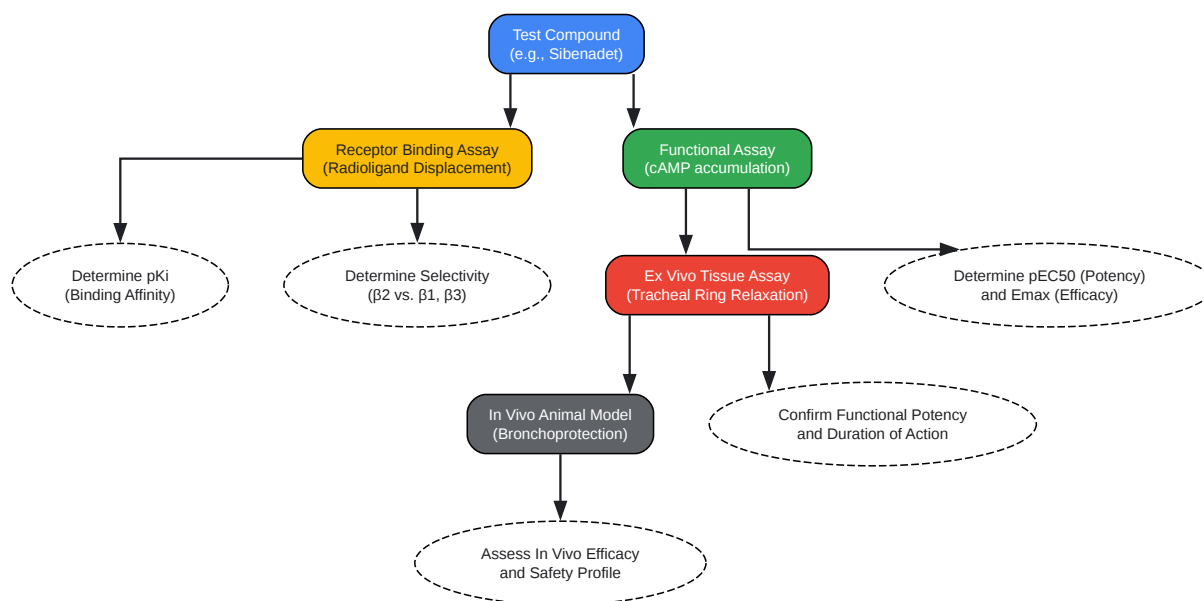 Test Compound
(e.g., Sibenadet)
Receptor Binding Assay
(Radioligand Displacement)
Functional Assay
(cAMP accumulation)
Determine pKi
(Binding Affinity)
Determine Selectivity
(β2 vs. β1, β3)
Ex Vivo Tissue Assay
(Tracheal Ring Relaxation)
Determine pEC50 (Potency)
and Emax (Efficacy)
In Vivo Animal Model
(Bronchoprotection)
Confirm Functional Potency
and Duration of Action
Assess In Vivo Efficacy
and Safety Profile